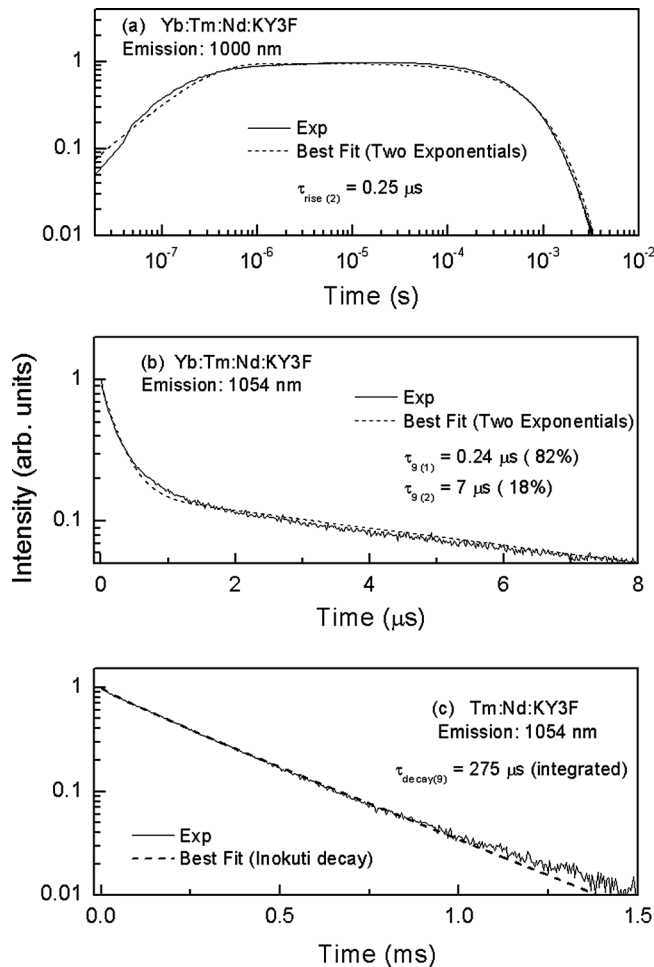 (a) Yb:Tm:Nd:KY3F
Emission: 1000 nm
1
0.1
0.01
Exp
Best Fit (Two Exponentials)
τrise (2) = 0.25 μs
10-7 10-6 10-5 10-4 10-3 10-2
Time (s)
Intensity (arb. units)
(b) Yb:Tm:Nd:KY3F
Emission: 1054 nm
1
0.1
Exp
Best Fit (Two Exponentials)
τ9 (1) = 0.24 μs ( 82%)
τ9 (2) = 7 μs ( 18%)
0 2 4 6 8
Time (μs)
(c) Tm:Nd:KY3F
Emission: 1054 nm
τdecay(9) = 275 μs (integrated)
1
0.1
0.01
Exp
Best Fit (Inokuti decay)
0.0 0.5 1.0 1.5
Time (ms)